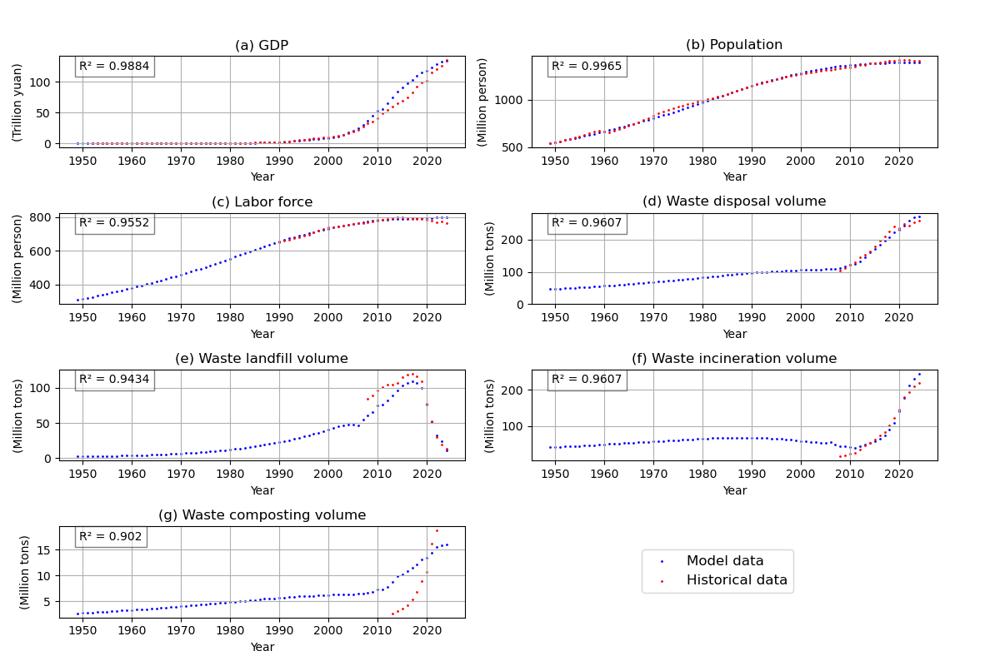 (a) GDP
R² = 0.9884
(Trillion yuan)
100
50
0
1950 1960 1970 1980 1990 2000 2010 2020
Year
(b) Population
R² = 0.9965
(Million person)
1000
500
1950 1960 1970 1980 1990 2000 2010 2020
Year
(c) Labor force
R² = 0.9552
(Million person)
800
600
400
1950 1960 1970 1980 1990 2000 2010 2020
Year
(d) Waste disposal volume
R² = 0.9607
(Million tons)
200
100
0
1950 1960 1970 1980 1990 2000 2010 2020
Year
(e) Waste landfill volume
R² = 0.9434
(Million tons)
100
50
0
1950 1960 1970 1980 1990 2000 2010 2020
Year
(f) Waste incineration volume
R² = 0.9607
(Million tons)
200
100
1950 1960 1970 1980 1990 2000 2010 2020
Year
(g) Waste composting volume
R² = 0.902
(Million tons)
15
10
5
1950 1960 1970 1980 1990 2000 2010 2020
Year
Model data
Historical data